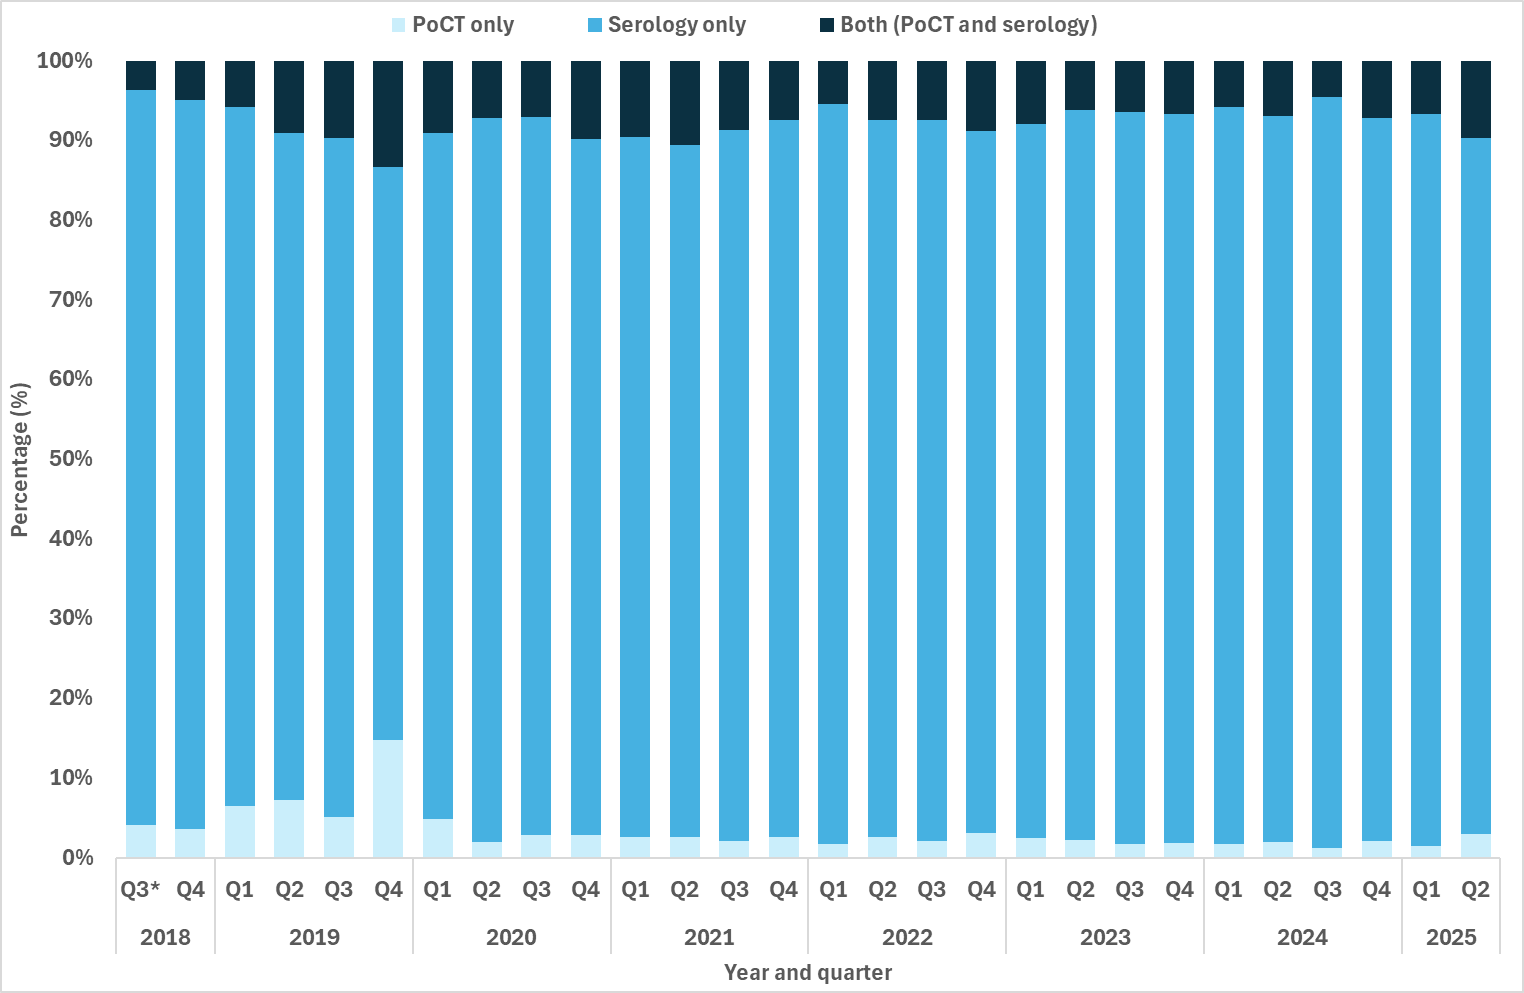 PoCT only Serology only Both (PoCT and serology)
100%
90%
80%
70%
60%
50%
40%
30%
20%
10%
0%
Percentage (%)
Q3* Q4 Q1 Q2 Q3 Q4 Q1 Q2 Q3 Q4 Q1 Q2 Q3 Q4 Q1 Q2 Q3 Q4 Q1 Q2 Q3 Q4 Q1 Q2 Q3 Q4 Q1 Q2
2018 2019 2020 2021 2022 2023 2024 2025
Year and quarter